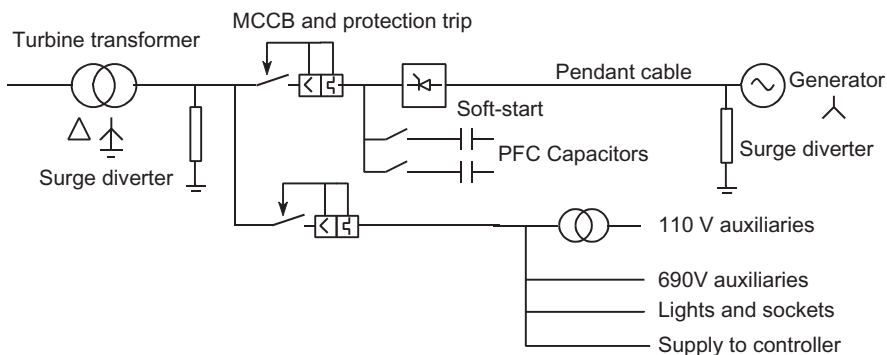 MCCB and protection trip
Turbine transformer
Pendant cable
Generator
Soft-start
PFC Capacitors
Surge diverter
Surge diverter
110 V auxiliaries
690V auxiliaries
Lights and sockets
Supply to controller